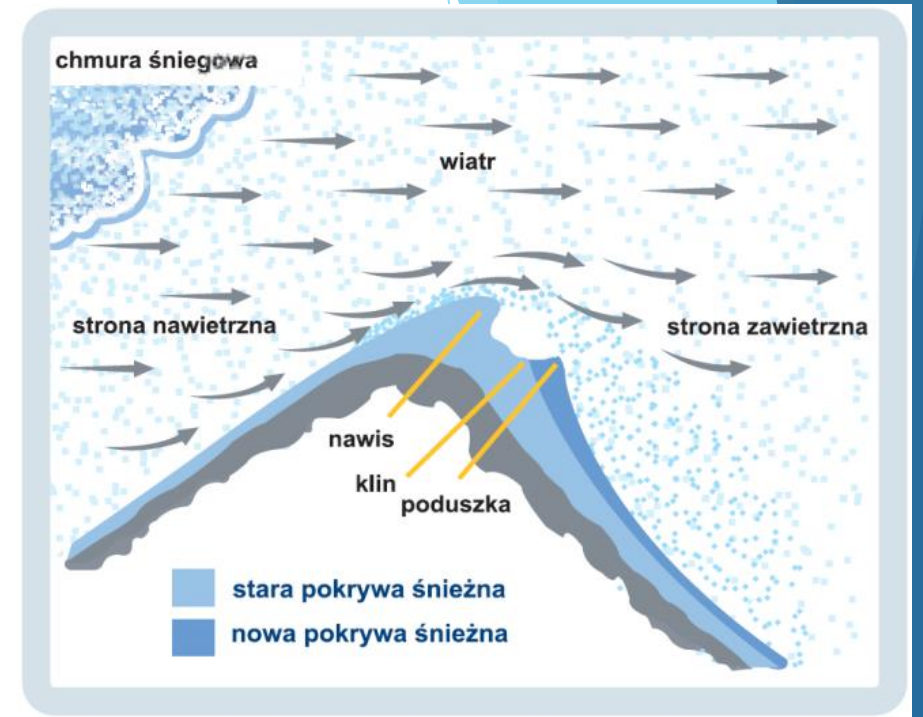 chmura śniegowa
wiatr
strona nawietrzna
strona zawietrzna
nawis
klin
poduszka
stara pokrywa śnieżna
nowa pokrywa śnieżna